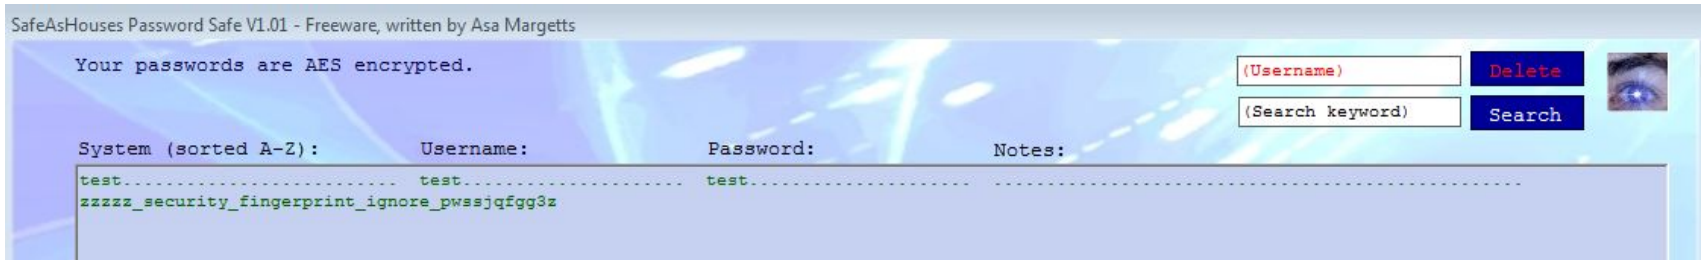 SafeAsHouses Password Safe V1.01 - Freeware, written by Asa Margetts
Your passwords are AES encrypted.
(Username) Delete
(Search keyword) Search
System (sorted A-Z): Username: Password: Notes:
test.......................... test..................... test..................... ...................................................
zzzzz_security_fingerprint_ignore_pwssjqfgg3z